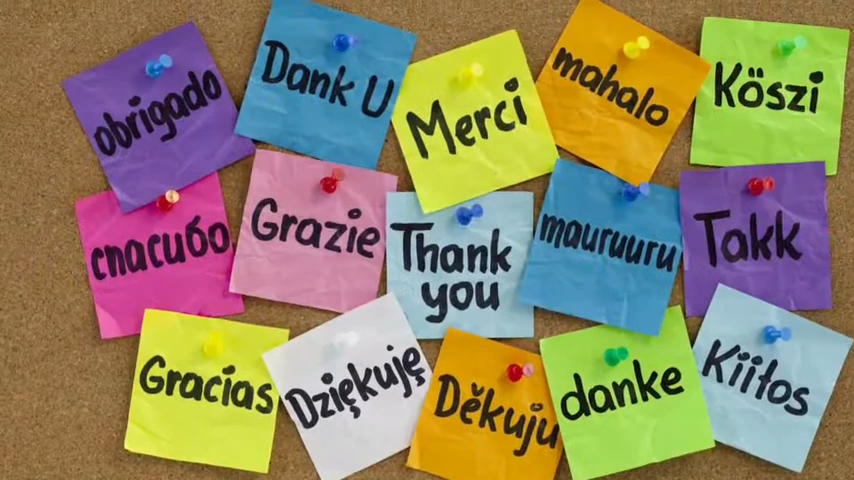 obrigado
Dank U
Merci
mahalo
Köszi
спасибо
Grazie
Thank
you
mauruuru
Takk
Gracias
Dziękuję
Děkuju
danke
Kiitos